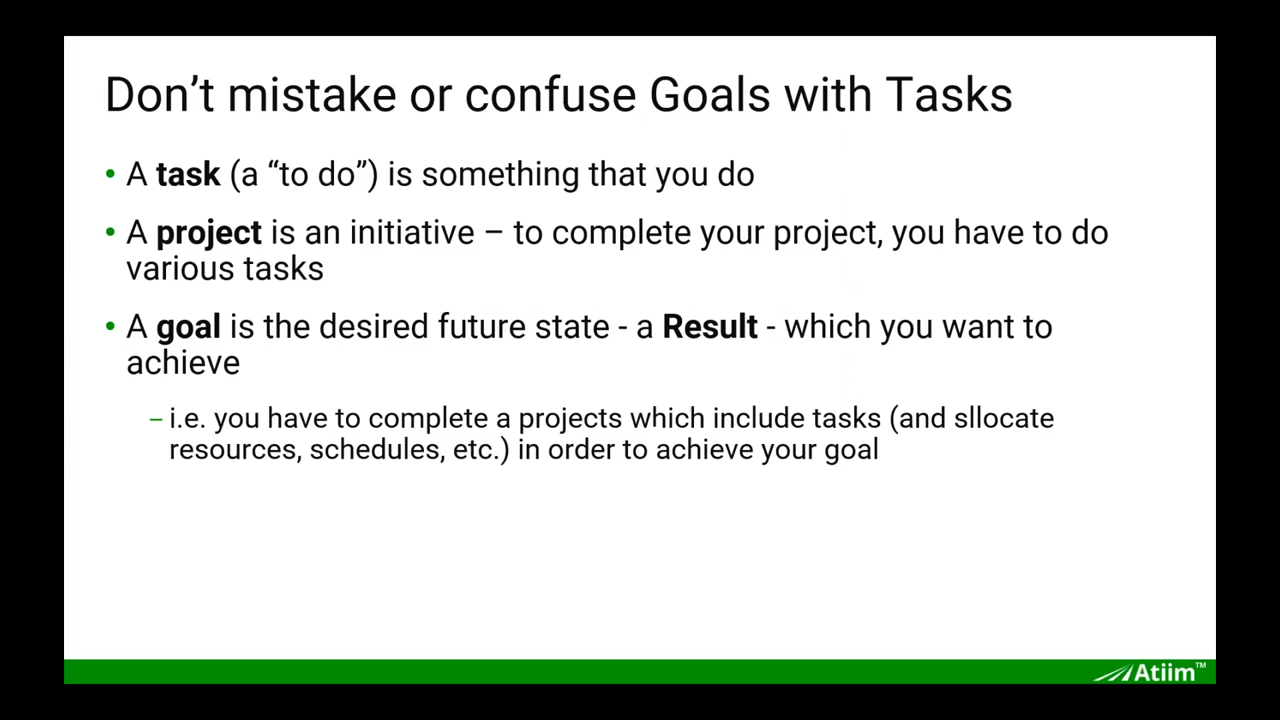 Don’t mistake or confuse Goals with Tasks
• A task (a “to do”) is something that you do
• A project is an initiative – to complete your project, you have to do
various tasks
• A goal is the desired future state - a Result - which you want to
achieve
– i.e. you have to complete a projects which include tasks (and sllocate
resources, schedules, etc.) in order to achieve your goal
Atiim™